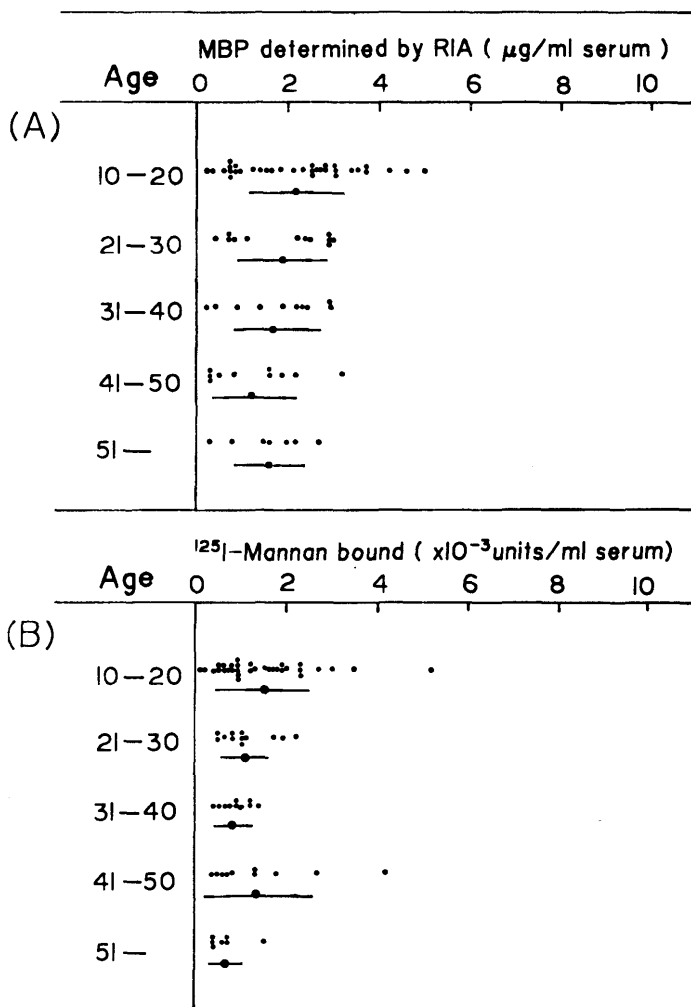 MBP determined by RIA ( μg/ml serum )
Age 0 2 4 6 8 10
(A)
10—20
21—30
31—40
41—50
51—
¹²⁵I-Mannan bound ( x10⁻³units/ml serum)
Age 0 2 4 6 8 10
(B)
10—20
21—30
31—40
41—50
51—